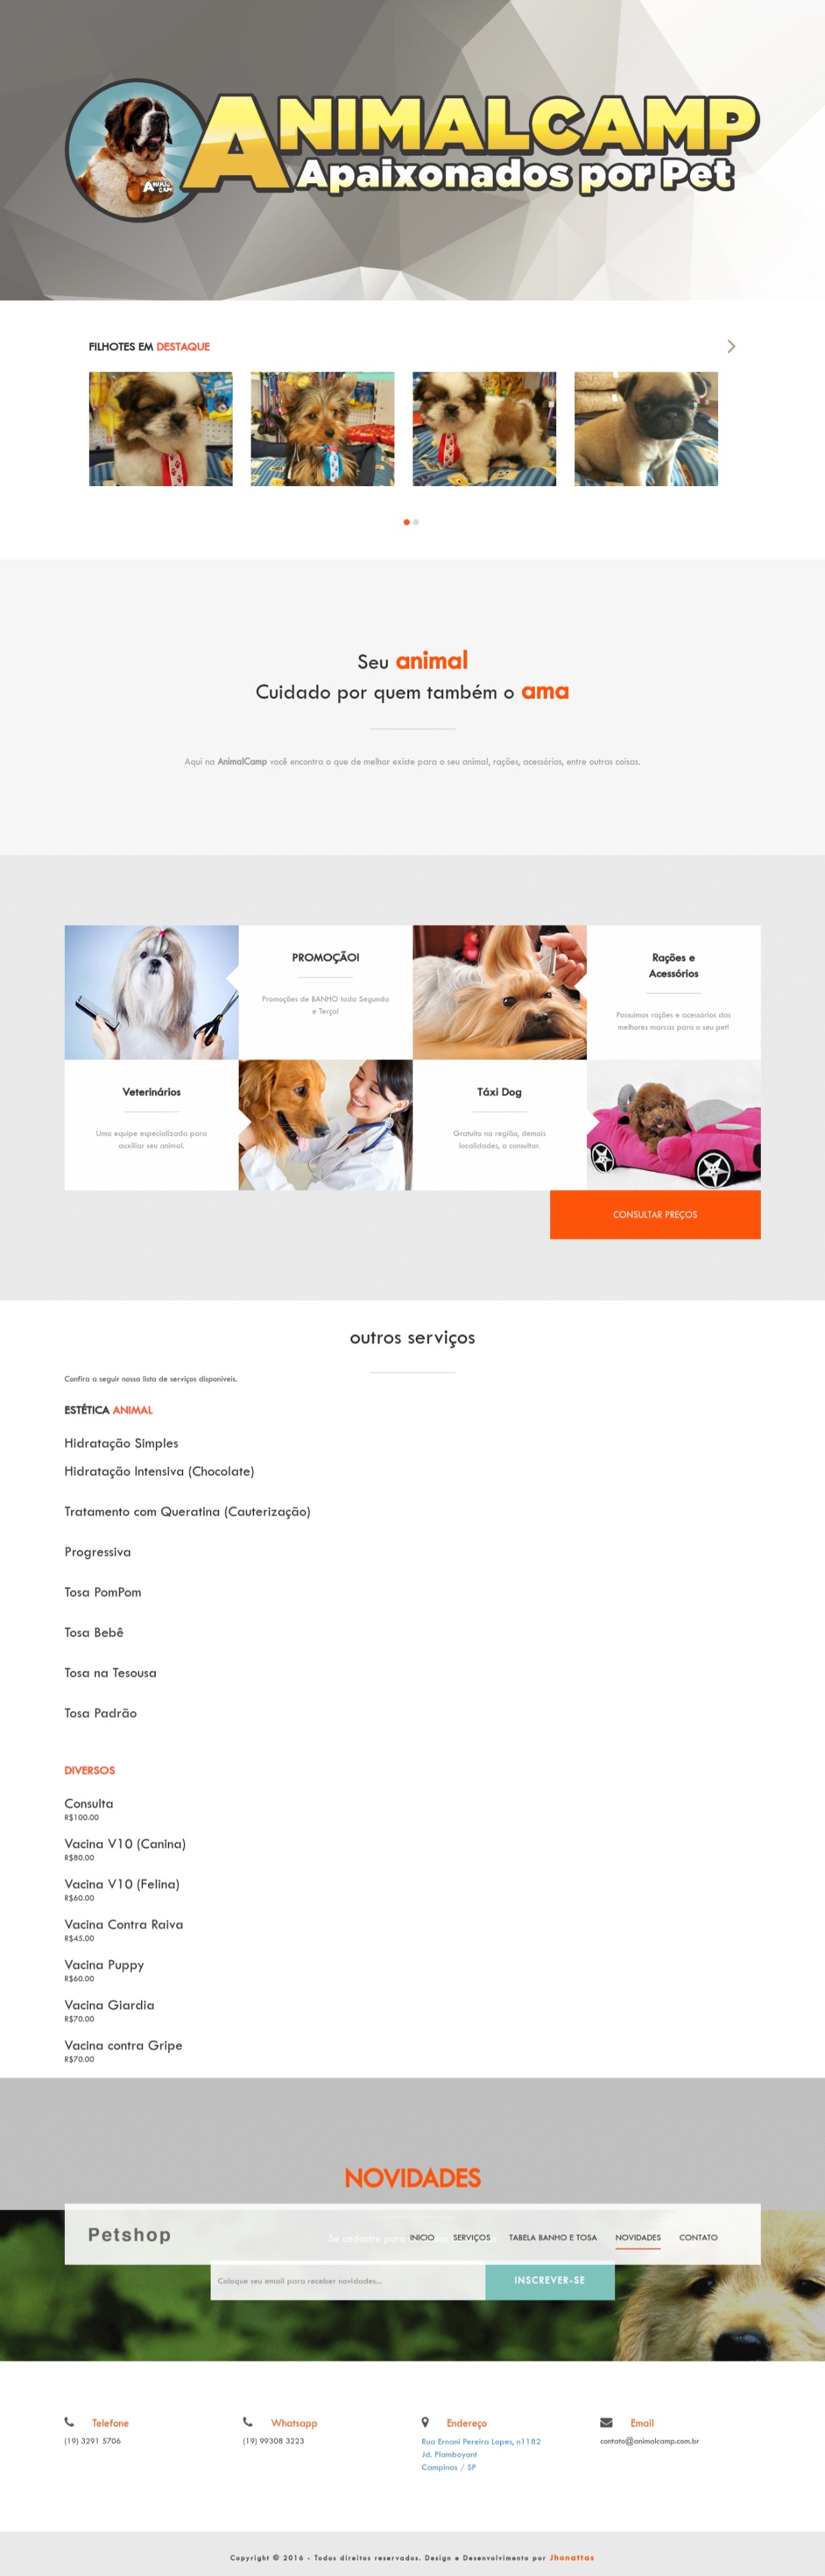 ANIMALCAMP
Apaixonados por Pet
FILHOTES EM DESTAQUE
Seu animal
Cuidado por quem também o ama
Aqui na AnimalCamp você encontra o que de melhor existe para o seu animal, rações, acessórios, entre outras coisas.
PROMOÇÃO!
Promoções de BANHO toda Segunda
e Terça!
Rações e
Acessórios
Possuímos rações e acessórios das
melhores marcas para o seu pet!
Veterinários
Uma equipe especializada para
auxiliar seu animal.
Táxi Dog
Gratuito na região, demais
localidades, a consultar.
CONSULTAR PREÇOS
outros serviços
Confira a seguir nossa lista de serviços disponíveis.
ESTÉTICA ANIMAL
Hidratação Simples
Hidratação Intensiva (Chocolate)
Tratamento com Queratina (Cauterização)
Progressiva
Tosa PomPom
Tosa Bebê
Tosa na Tesousa
Tosa Padrão
DIVERSOS
Consulta
R$100.00
Vacina V10 (Canina)
R$80.00
Vacina V10 (Felina)
R$60.00
Vacina Contra Raiva
R$45.00
Vacina Puppy
R$60.00
Vacina Giardia
R$70.00
Vacina contra Gripe
R$70.00
NOVIDADES
Petshop
Se cadastre para
INICIO SERVIÇOS TABELA BANHO E TOSA NOVIDADES CONTATO
Coloque seu email para receber novidades...
INSCREVER-SE
Telefone
(19) 3291 5706
Whatsapp
(19) 99308 3223
Endereço
Rua Ernani Pereira Lopes, n1182
Jd. Flamboyant
Campinas / SP
Email
contato@animalcamp.com.br
Copyright © 2016 - Todos direitos reservados. Design e Desenvolvimento por Jhonattas